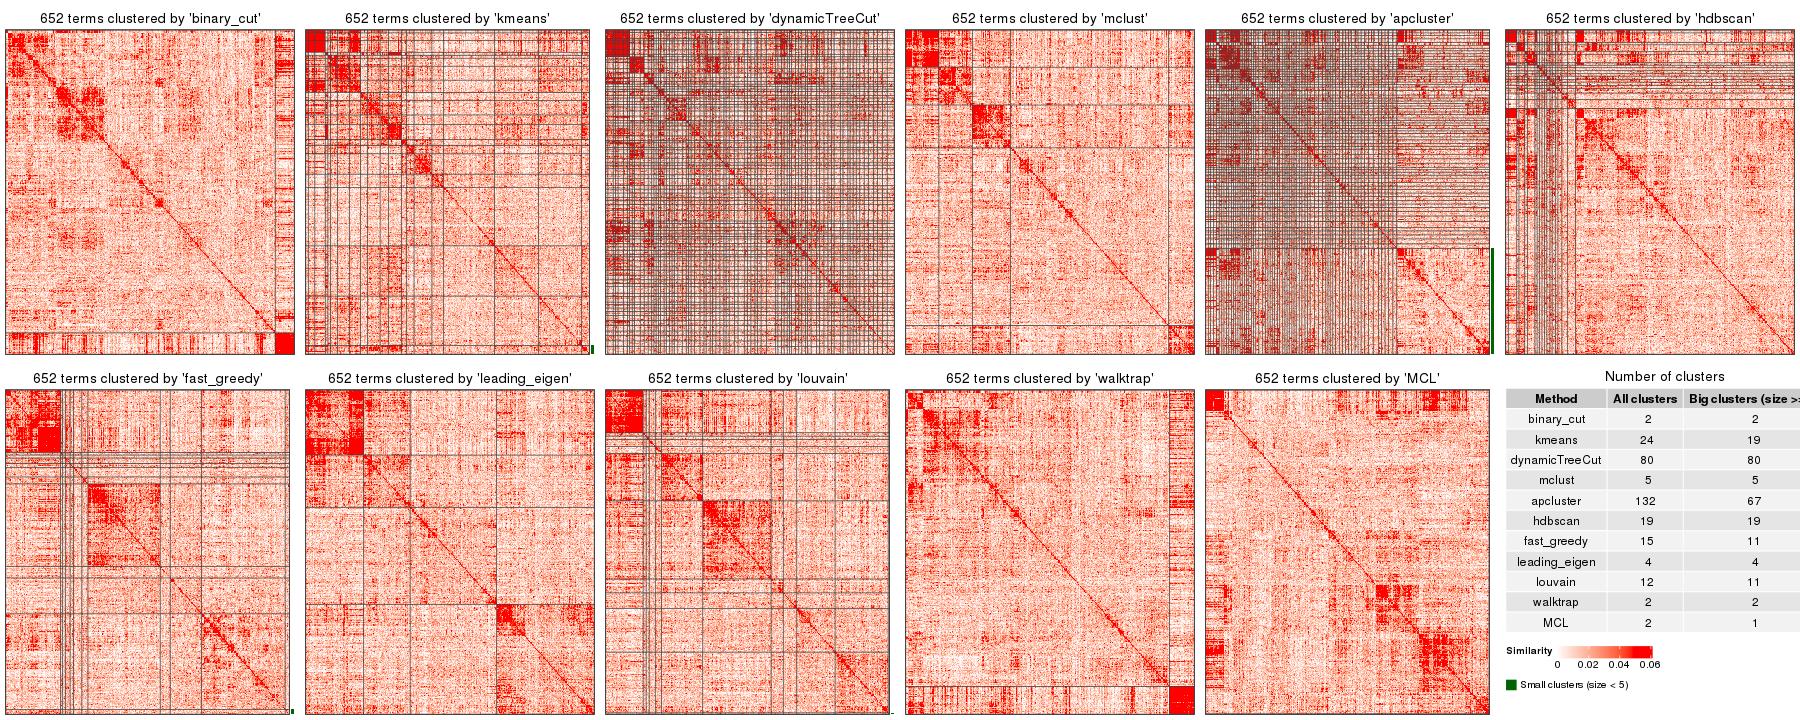 652 terms clustered by 'binary_cut'
652 terms clustered by 'kmeans'
652 terms clustered by 'dynamicTreeCut'
652 terms clustered by 'mclust'
652 terms clustered by 'apcluster'
652 terms clustered by 'hdbscan'
652 terms clustered by 'fast_greedy'
652 terms clustered by 'leading_eigen'
652 terms clustered by 'louvain'
652 terms clustered by 'walktrap'
652 terms clustered by 'MCL'
Number of clusters
Method All clusters Big clusters (size >=
binary_cut 2 2
kmeans 24 19
dynamicTreeCut 80 80
mclust 5 5
apcluster 132 67
hdbscan 19 19
fast_greedy 15 11
leading_eigen 4 4
louvain 12 11
walktrap 2 2
MCL 2 1
Similarity
0 0.02 0.04 0.06
Small clusters (size < 5)